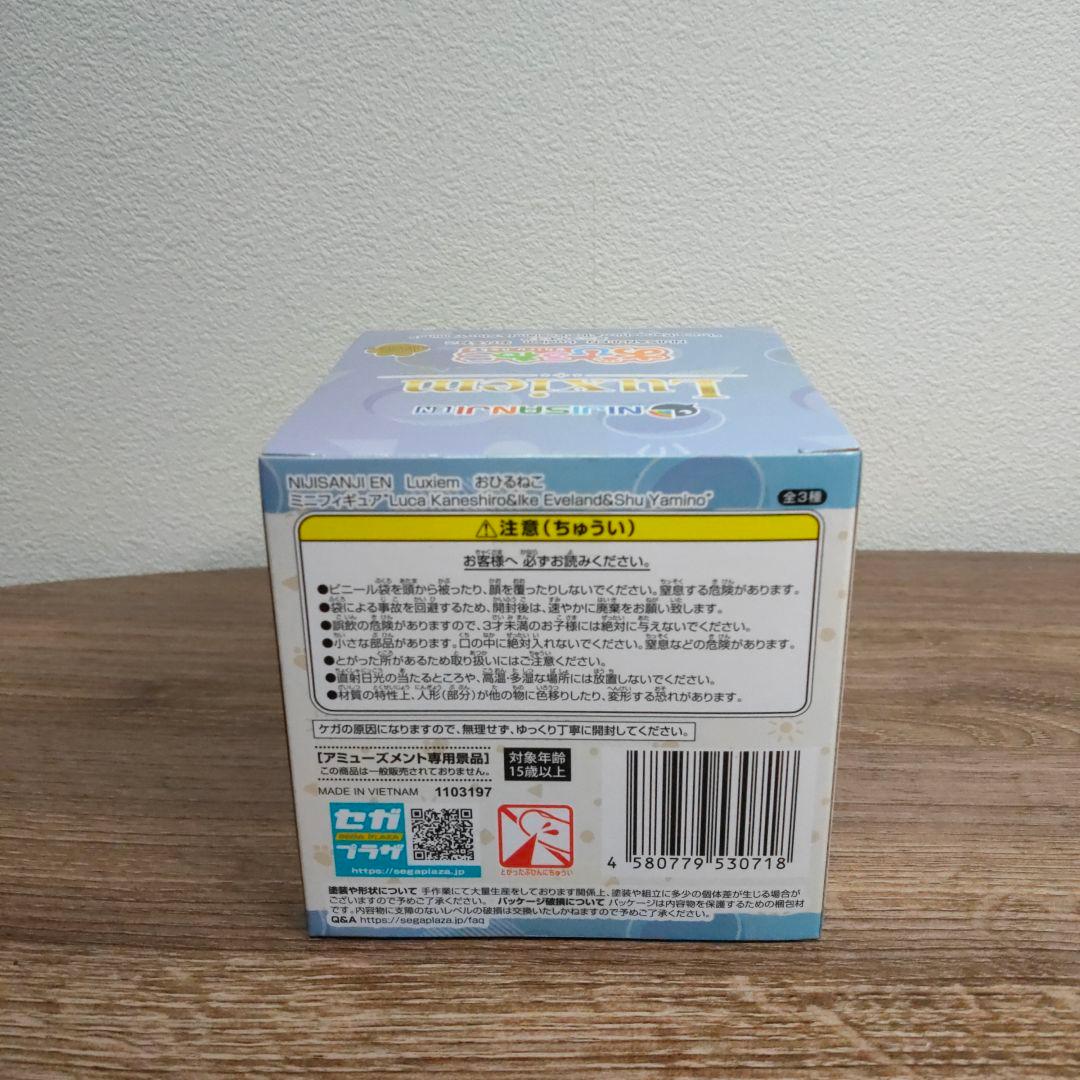 Luxiem
NIJISANJI EN
NIJISANJI EN Luxiem おひるねこ
ミニフィギュア"Luca Kaneshiro&Ike Eveland&Shu Yamino"
全3種
⚠注意(ちゅうい)
お客様へ 必ずお読みください。
●ビニール袋を頭から被ったり、顔を覆ったりしないでください。窒息する危険があります。
●袋による事故を回避するため、開封後は、速やかに廃棄をお願い致します。
●誤飲の危険がありますので、3才未満のお子様には絶対に与えないでください。
●小さな部品があります。口の中に絶対入れないでください。窒息などの危険があります。
●とがった所があるため取り扱いにはご注意ください。
●直射日光の当たるところや、高温・多湿な場所には放置しないでください。
●材質の特性上、人形(部分)が他の物に色移りしたり、変形する恐れがあります。
ケガの原因になりますので、無理せず、ゆっくり丁寧に開封してください。
[アミューズメント専用景品]
この商品は一般販売されておりません。
対象年齢
15歳以上
MADE IN VIETNAM 1103197
セガ
SEGA PLAZA
プラザ
https://segaplaza.jp
とがったぶひんにちゅうい
4 580779 530718
塗装や形状について 手作業にて大量生産をしております関係上、塗装や組立に多少の個体差が生じる場合が
ございますので予めご了承ください。 パッケージ破損について パッケージは内容物を保護するための梱包材
です。内容物に支障のないレベルの破損は交換いたしかねますので予めご了承ください。
Q&A https://segaplaza.jp/faq